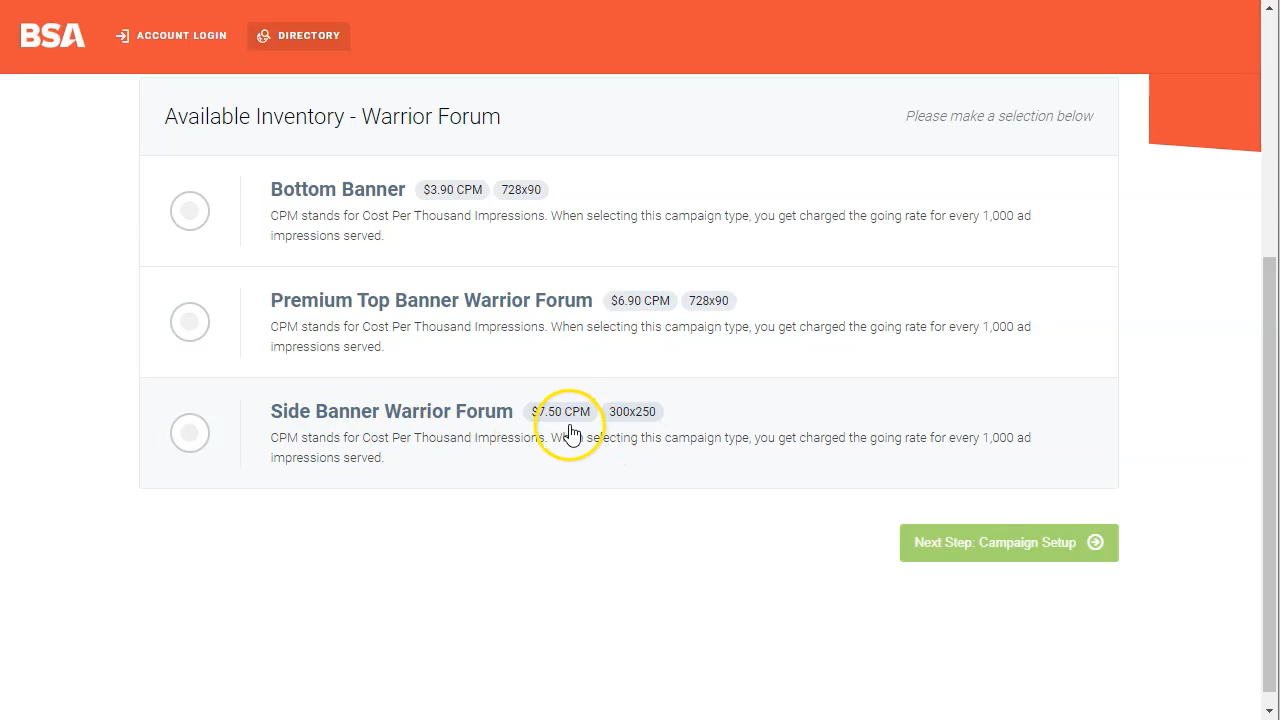 BSA
ACCOUNT LOGIN
DIRECTORY
Available Inventory - Warrior Forum
Please make a selection below
Bottom Banner $3.90 CPM 728x90
CPM stands for Cost Per Thousand Impressions. When selecting this campaign type, you get charged the going rate for every 1,000 ad
impressions served.
Premium Top Banner Warrior Forum $6.90 CPM 728x90
CPM stands for Cost Per Thousand Impressions. When selecting this campaign type, you get charged the going rate for every 1,000 ad
impressions served.
Side Banner Warrior Forum $7.50 CPM 300x250
CPM stands for Cost Per Thousand Impressions. When selecting this campaign type, you get charged the going rate for every 1,000 ad
impressions served.
Next Step: Campaign Setup